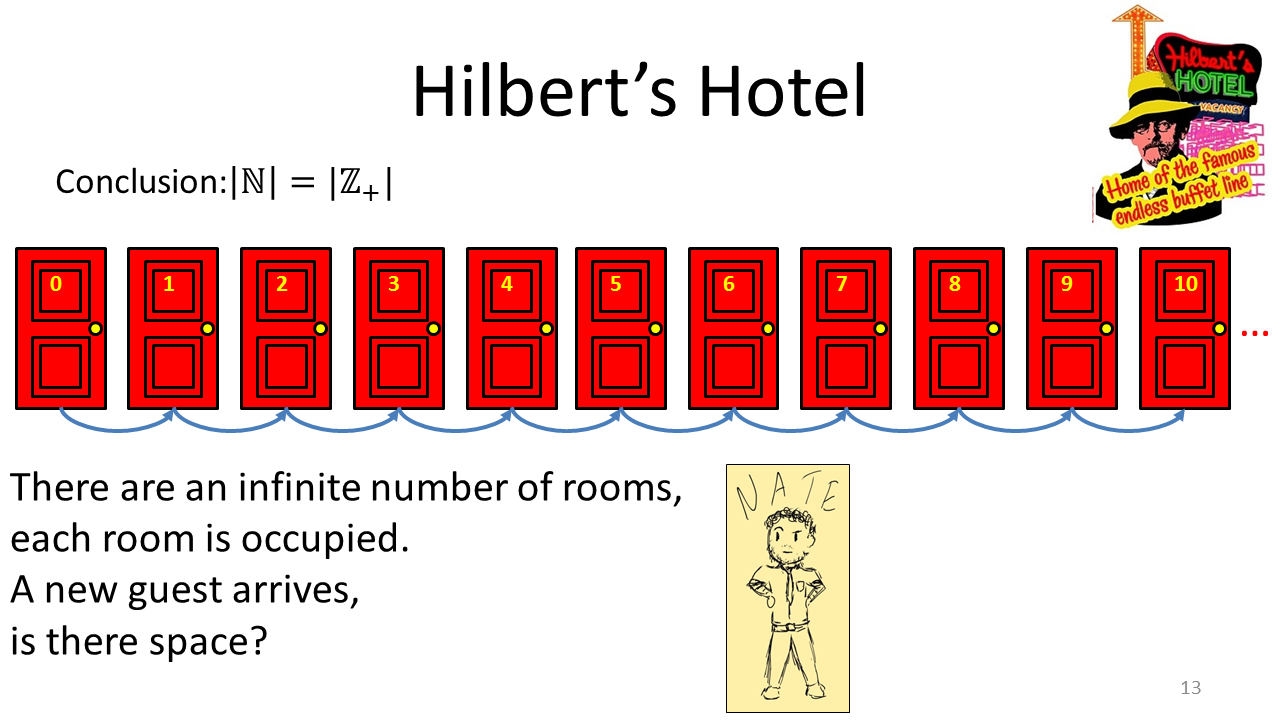 Hilbert's
HOTEL
VACANCY
Home of the famous
endless buffet line
Hilbert’s Hotel
Conclusion:|ℕ| = |ℤ₊|
0 1 2 3 4 5 6 7 8 9 10 ...
There are an infinite number of rooms,
each room is occupied.
A new guest arrives,
is there space?
NATE
13